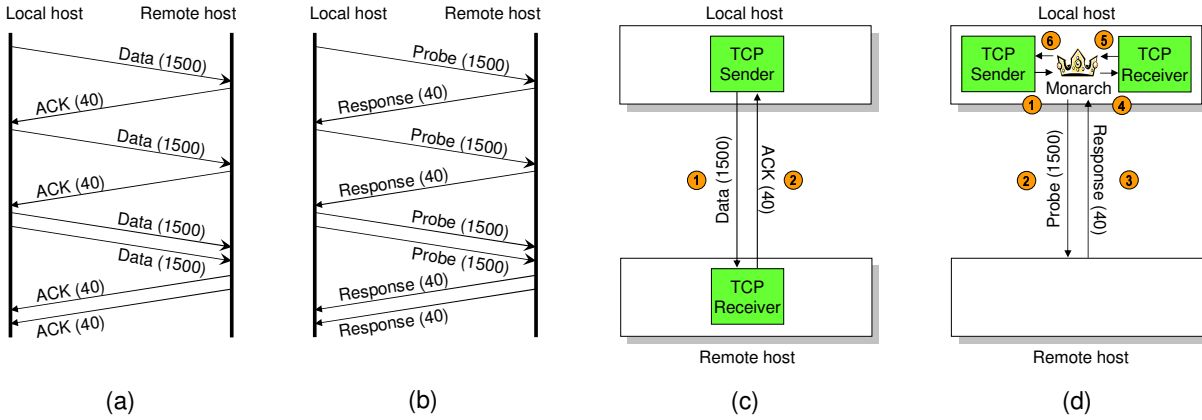 Local host
Remote host
Data (1500)
ACK (40)
Data (1500)
ACK (40)
Data (1500)
Data (1500)
ACK (40)
ACK (40)
(a)
Local host
Remote host
Probe (1500)
Response (40)
Probe (1500)
Response (40)
Probe (1500)
Probe (1500)
Response (40)
Response (40)
(b)
Local host
TCP
Sender
1
Data (1500)
ACK (40)
2
TCP
Receiver
Remote host
(c)
Local host
TCP
Sender
6
5
TCP
Receiver
Monarch
1
4
2
Probe (1500)
Response (40)
3
Remote host
(d)